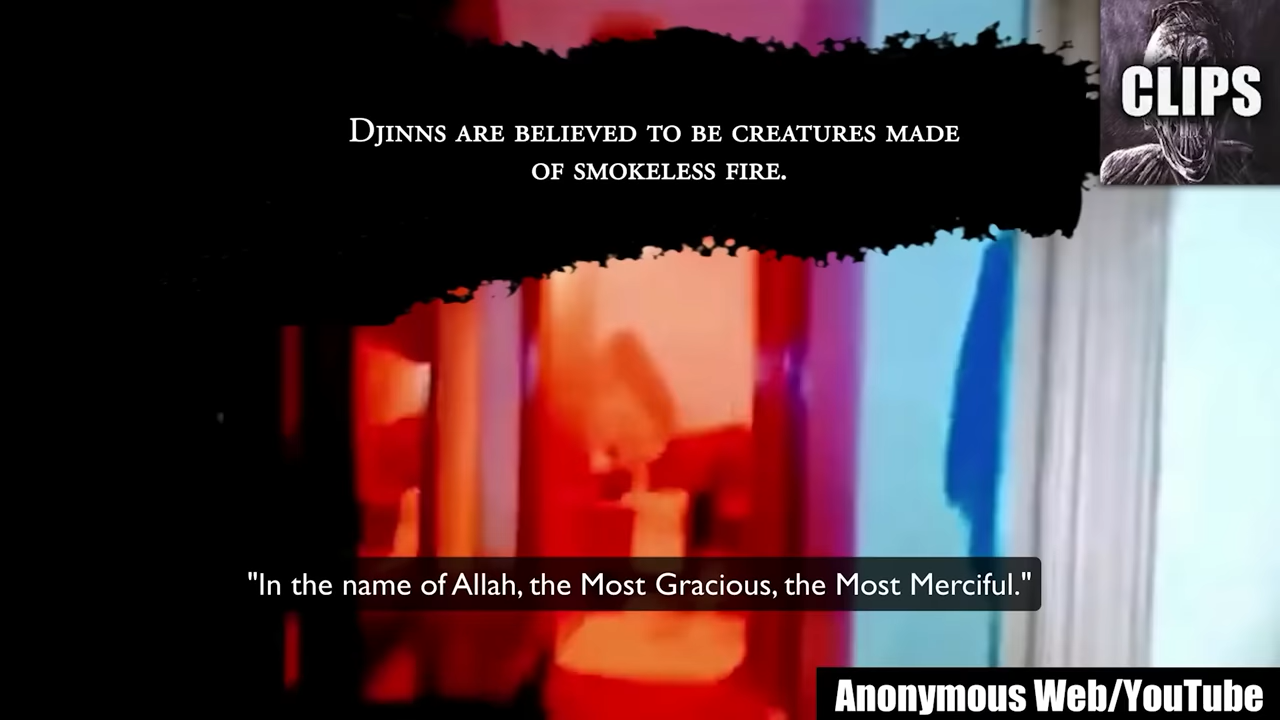 CLIPS
Djinns are believed to be creatures made
of smokeless fire.
"In the name of Allah, the Most Gracious, the Most Merciful."
Anonymous Web/YouTube